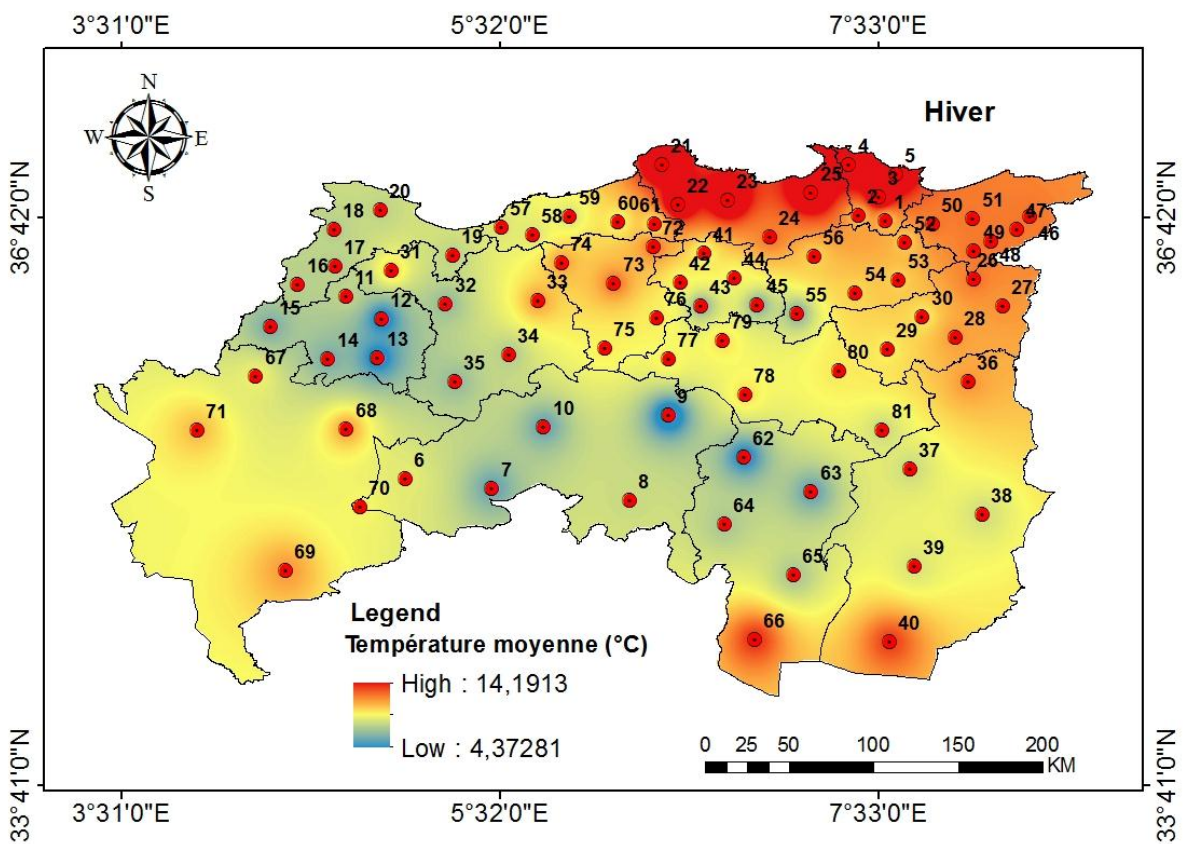 3°31'0"E 5°32'0"E 7°33'0"E
Hiver
N
W E
S
36°42'0"N 36°42'0"N
21 4 5
22 23 25 3
20 18 59 60 61 24 2 1 50 51 47 46
57 58 72 41 56 52 49 48
17 19 31 74 73 42 44 53 26
16 11 32 33 43 45 55 54 27
15 12 76 79 30 28
14 13 34 75 77 29
67 35 80 36
78
71 68 10 9 81
6 7 62 37
70 8 63 38
64
69 65 39
66 40
Legend
Température moyenne (°C)
High : 14,1913
Low : 4,37281
0 25 50 100 150 200
KM
33°41'0"N 33°41'0"N
3°31'0"E 5°32'0"E 7°33'0"E